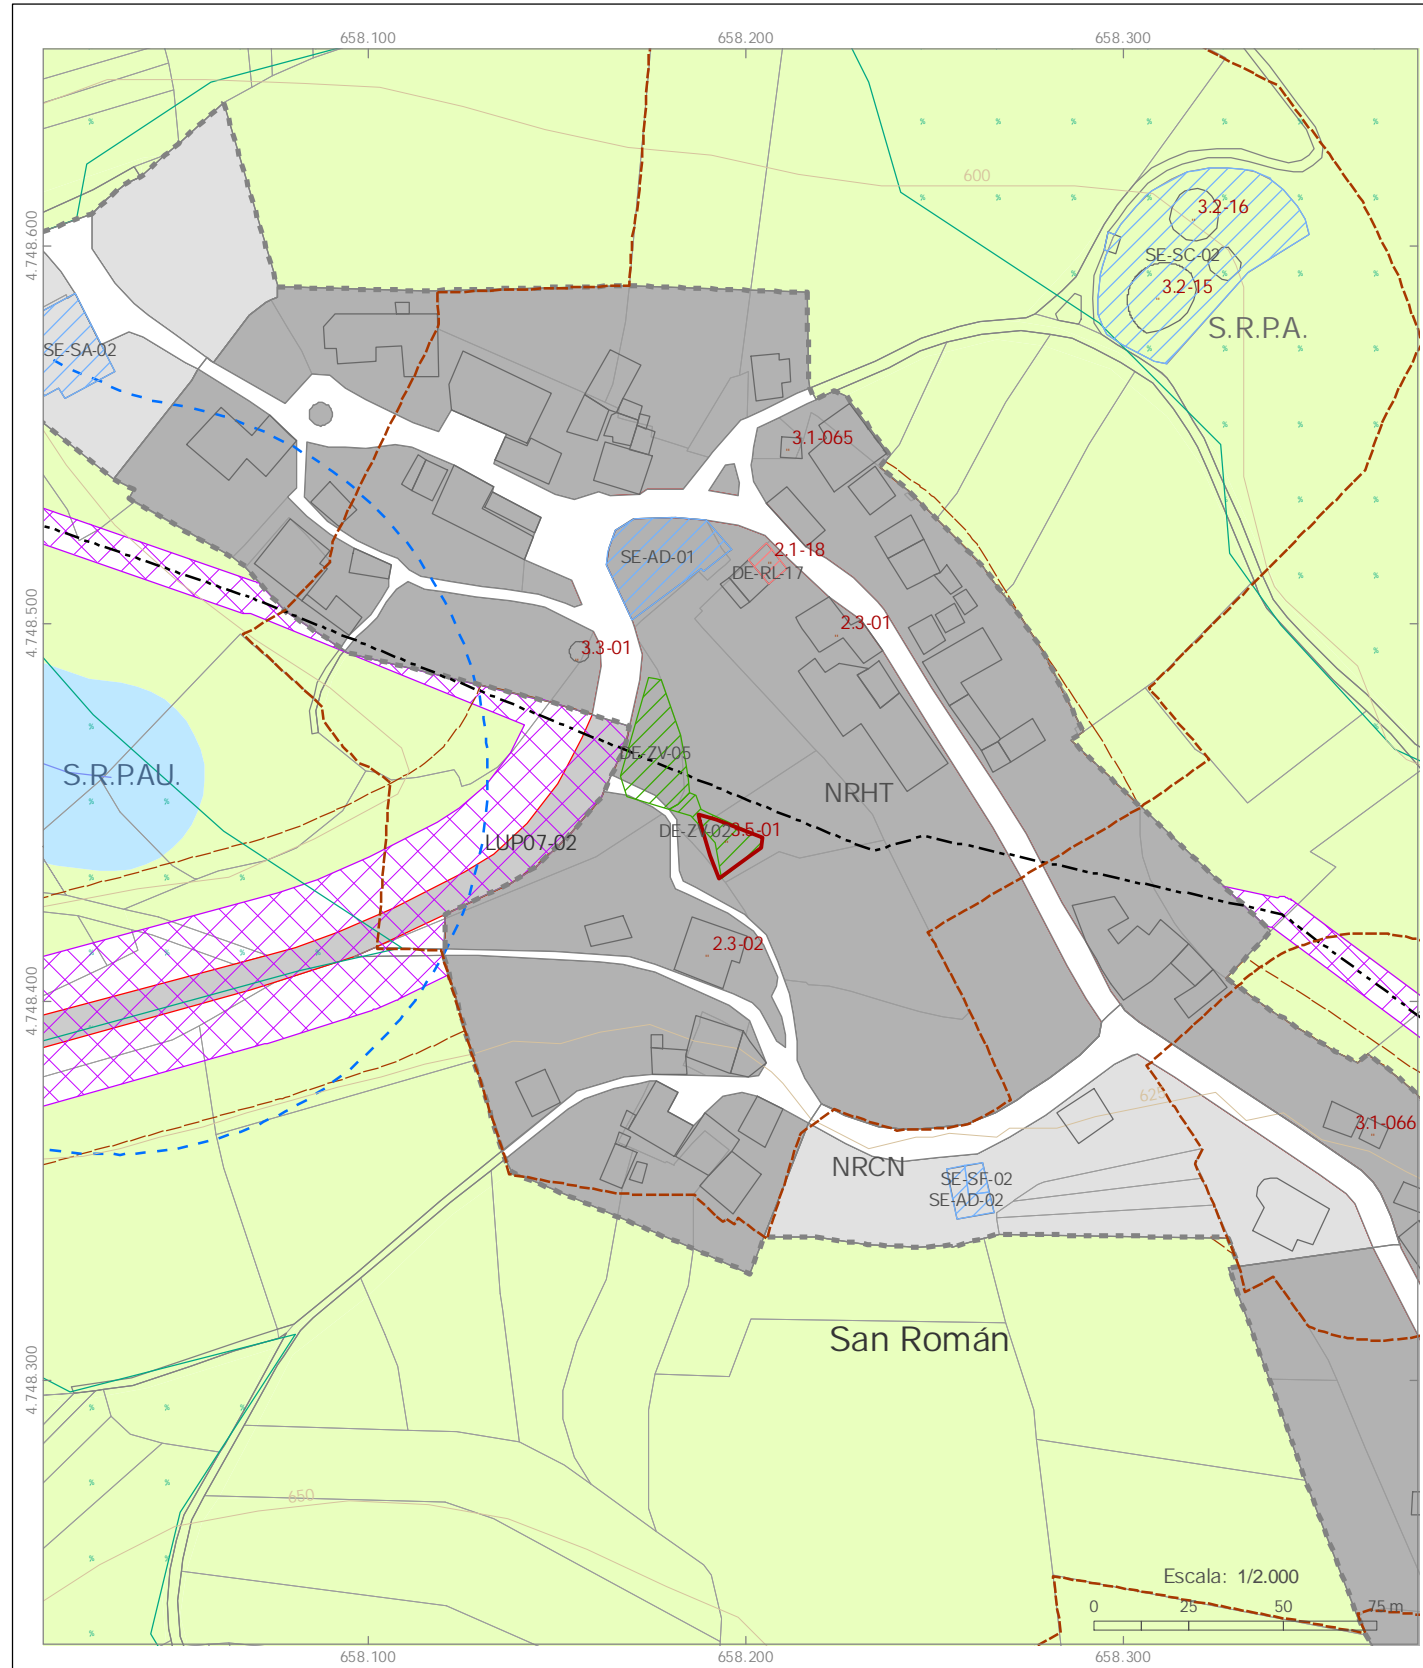 658.100
658.200
658.300
600
3.2-16
4.748.600
SE-SC-02
3.2-15
S.R.P.A.
SE-SA-02
3.1-065
2.1-18
SE-AD-01
DE-RL-17
4.748.500
2.3-01
3.3-01
DE-ZV-05
S.R.P.AU.
NRHT
DE-ZV-02
3.5-01
LUP07-02
2.3-02
4.748.400
625
3.1-066
NRCN
SE-SF-02
SE-AD-02
San Román
4.748.300
650
Escala: 1/2.000
0
25
50
75 m
658.100
658.200
658.300